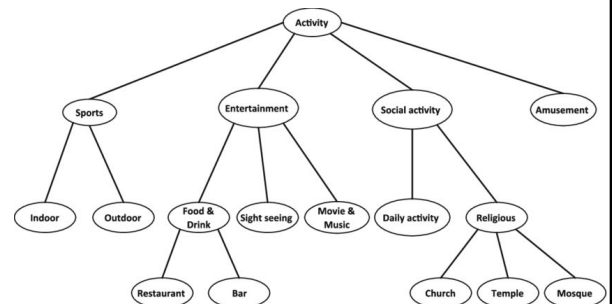 Activity
Sports
Entertainment
Social activity
Amusement
Indoor
Outdoor
Food &
Drink
Sight seeing
Movie &
Music
Daily activity
Religious
Restaurant
Bar
Church
Temple
Mosque